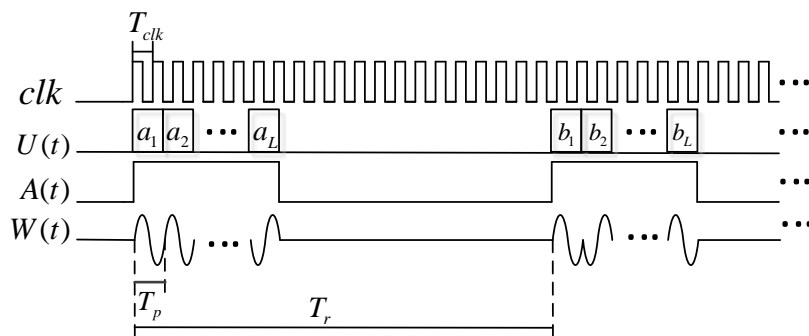 T_clk
clk
U(t) a_1 a_2 ••• a_L b_1 b_2 ••• b_L •••
A(t) •••
W(t) ••• ••• •••
T_p
T_r